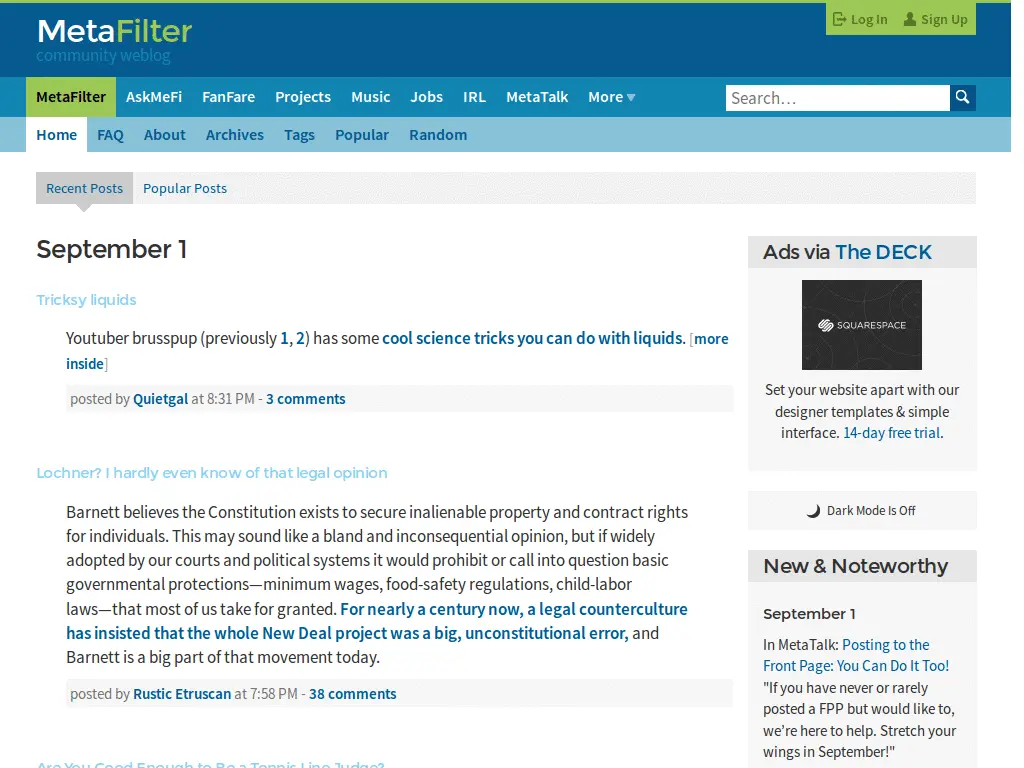 MetaFilter
community weblog
Log In
Sign Up
MetaFilter AskMeFi FanFare Projects Music Jobs IRL MetaTalk More
Search…
Home FAQ About Archives Tags Popular Random
Recent Posts Popular Posts
September 1
Tricksy liquids
Youtuber brusspup (previously 1, 2) has some cool science tricks you can do with liquids. [more
inside]
posted by Quietgal at 8:31 PM - 3 comments
Lochner? I hardly even know of that legal opinion
Barnett believes the Constitution exists to secure inalienable property and contract rights
for individuals. This may sound like a bland and inconsequential opinion, but if widely
adopted by our courts and political systems it would prohibit or call into question basic
governmental protections—minimum wages, food-safety regulations, child-labor
laws—that most of us take for granted. For nearly a century now, a legal counterculture
has insisted that the whole New Deal project was a big, unconstitutional error, and
Barnett is a big part of that movement today.
posted by Rustic Etruscan at 7:58 PM - 38 comments
Are You Good Enough to Be a Tennis Line Judge?
Ads via The DECK
SQUARESPACE
Set your website apart with our
designer templates & simple
interface. 14-day free trial.
Dark Mode Is Off
New & Noteworthy
September 1
In MetaTalk: Posting to the
Front Page: You Can Do It Too!
"If you have never or rarely
posted a FPP but would like to,
we're here to help. Stretch your
wings in September!"